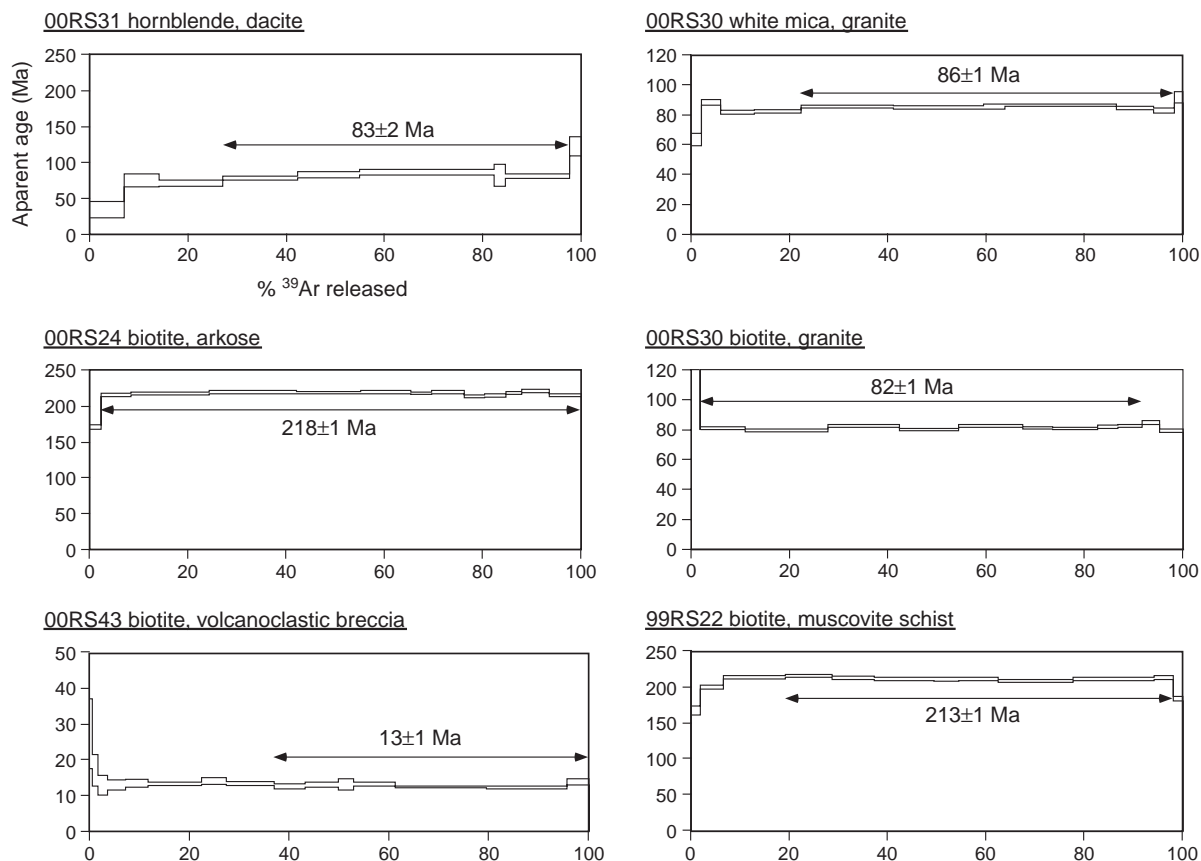 00RS31 hornblende, dacite
Aparent age (Ma)
250
200
150
100
50
0
83±2 Ma
0 20 40 60 80 100
% ³⁹Ar released
00RS30 white mica, granite
120
100
80
60
40
20
0
86±1 Ma
0 20 40 60 80 100
00RS24 biotite, arkose
250
200
150
100
50
0
218±1 Ma
0 20 40 60 80 100
00RS30 biotite, granite
120
100
80
60
40
20
0
82±1 Ma
0 20 40 60 80 100
00RS43 biotite, volcanoclastic breccia
50
40
30
20
10
0
13±1 Ma
0 20 40 60 80 100
99RS22 biotite, muscovite schist
250
200
150
100
50
0
213±1 Ma
0 20 40 60 80 100